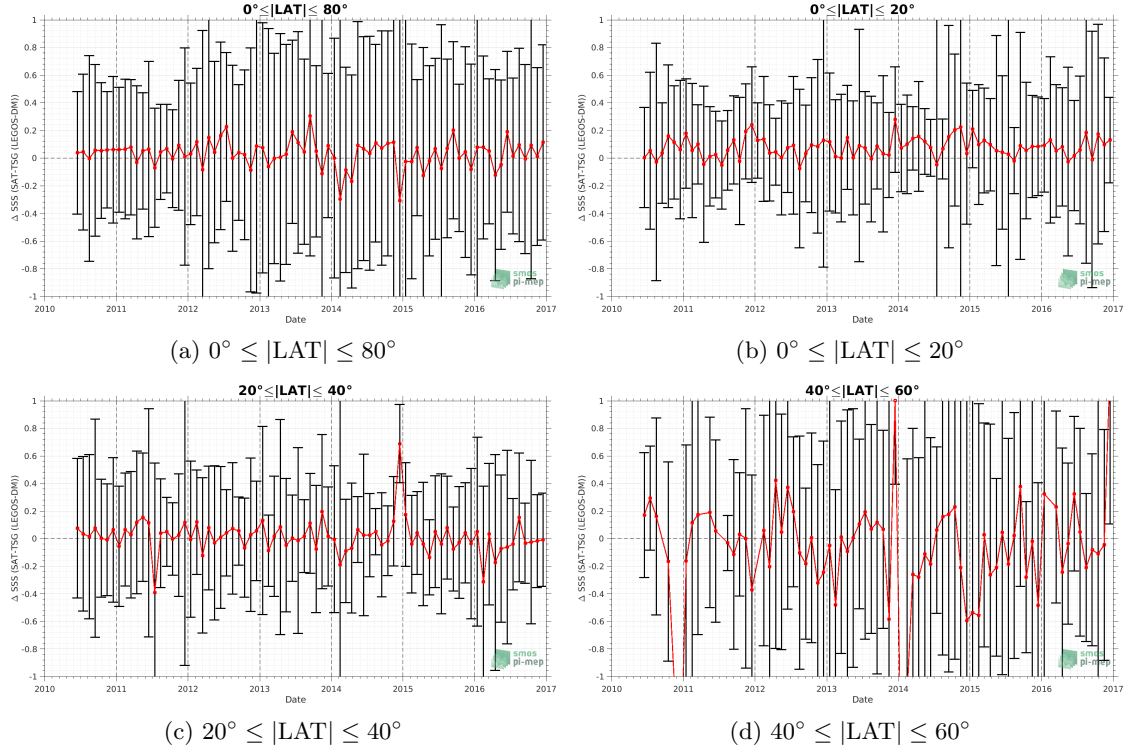 0°≤|LAT|≤ 80°
Δ SSS (SAT-TSG (LEGOS-DM))
1
0.8
0.6
0.4
0.2
0
-0.2
-0.4
-0.6
-0.8
-1
2010 2011 2012 2013 2014 2015 2016 2017
Date
smos
pi-mep
(a) 0° ≤ |LAT| ≤ 80°
0°≤|LAT|≤ 20°
Δ SSS (SAT-TSG (LEGOS-DM))
1
0.8
0.6
0.4
0.2
0
-0.2
-0.4
-0.6
-0.8
-1
2010 2011 2012 2013 2014 2015 2016 2017
Date
smos
pi-mep
(b) 0° ≤ |LAT| ≤ 20°
20°≤|LAT|≤ 40°
Δ SSS (SAT-TSG (LEGOS-DM))
1
0.8
0.6
0.4
0.2
0
-0.2
-0.4
-0.6
-0.8
-1
2010 2011 2012 2013 2014 2015 2016 2017
Date
smos
pi-mep
(c) 20° ≤ |LAT| ≤ 40°
40°≤|LAT|≤ 60°
Δ SSS (SAT-TSG (LEGOS-DM))
1
0.8
0.6
0.4
0.2
0
-0.2
-0.4
-0.6
-0.8
-1
2010 2011 2012 2013 2014 2015 2016 2017
Date
smos
pi-mep
(d) 40° ≤ |LAT| ≤ 60°